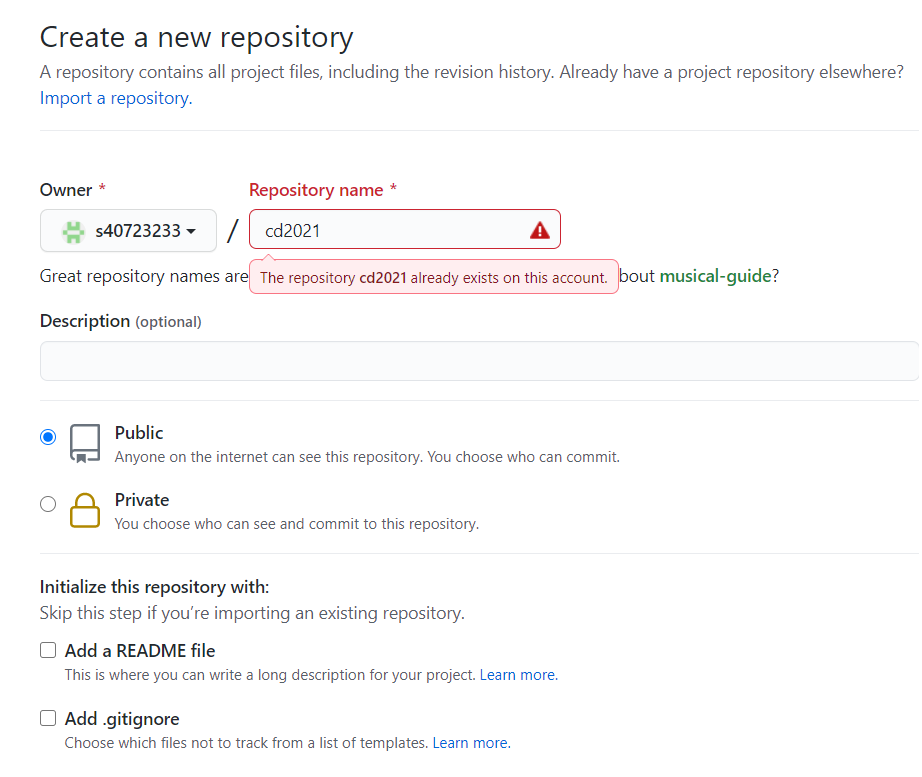 Create a new repository
A repository contains all project files, including the revision history. Already have a project repository elsewhere?
Import a repository.
Owner *
Repository name *
s40723233 / cd2021
Great repository names are
The repository cd2021 already exists on this account.
bout musical-guide?
Description (optional)
Public
Anyone on the internet can see this repository. You choose who can commit.
Private
You choose who can see and commit to this repository.
Initialize this repository with:
Skip this step if you’re importing an existing repository.
Add a README file
This is where you can write a long description for your project. Learn more.
Add .gitignore
Choose which files not to track from a list of templates. Learn more.